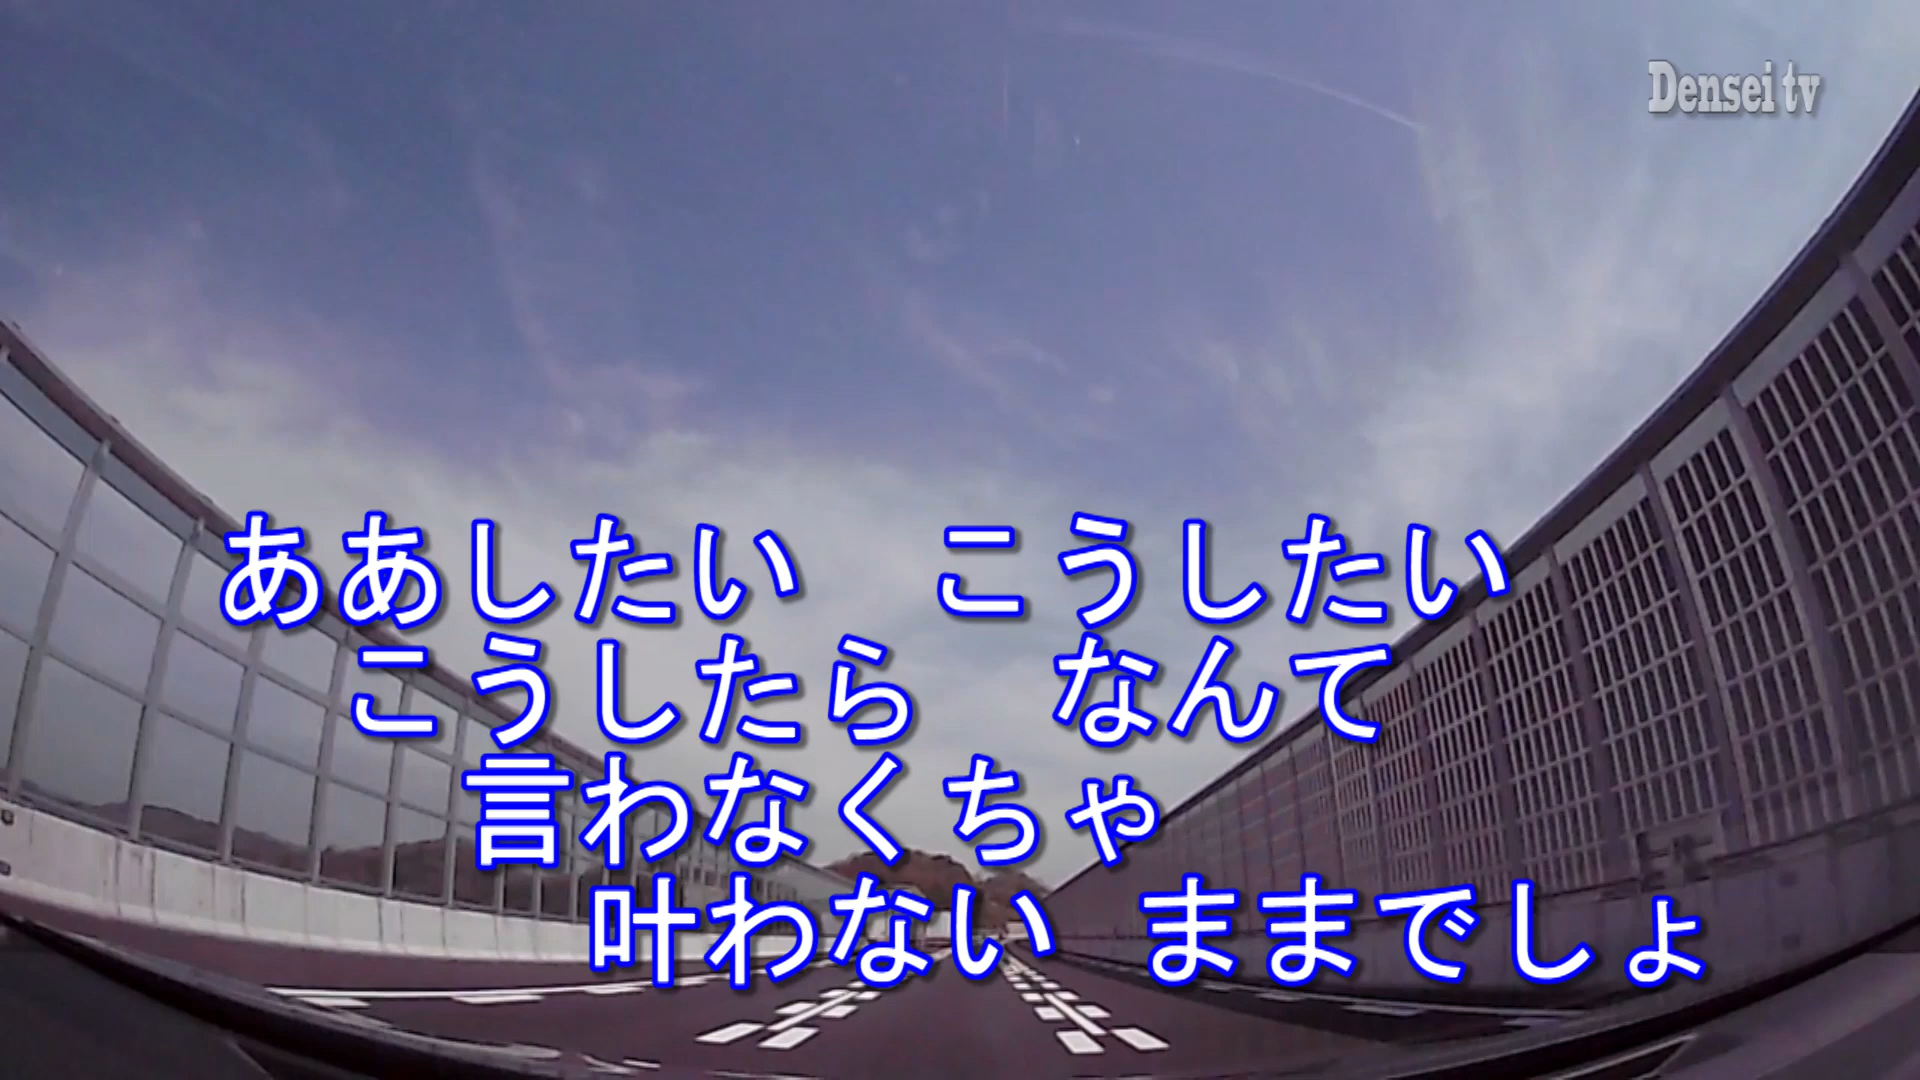 Densei tv
ああしたい　こうしたい
こうしたら　なんて
言わなくちゃ
叶わない ままでしょ